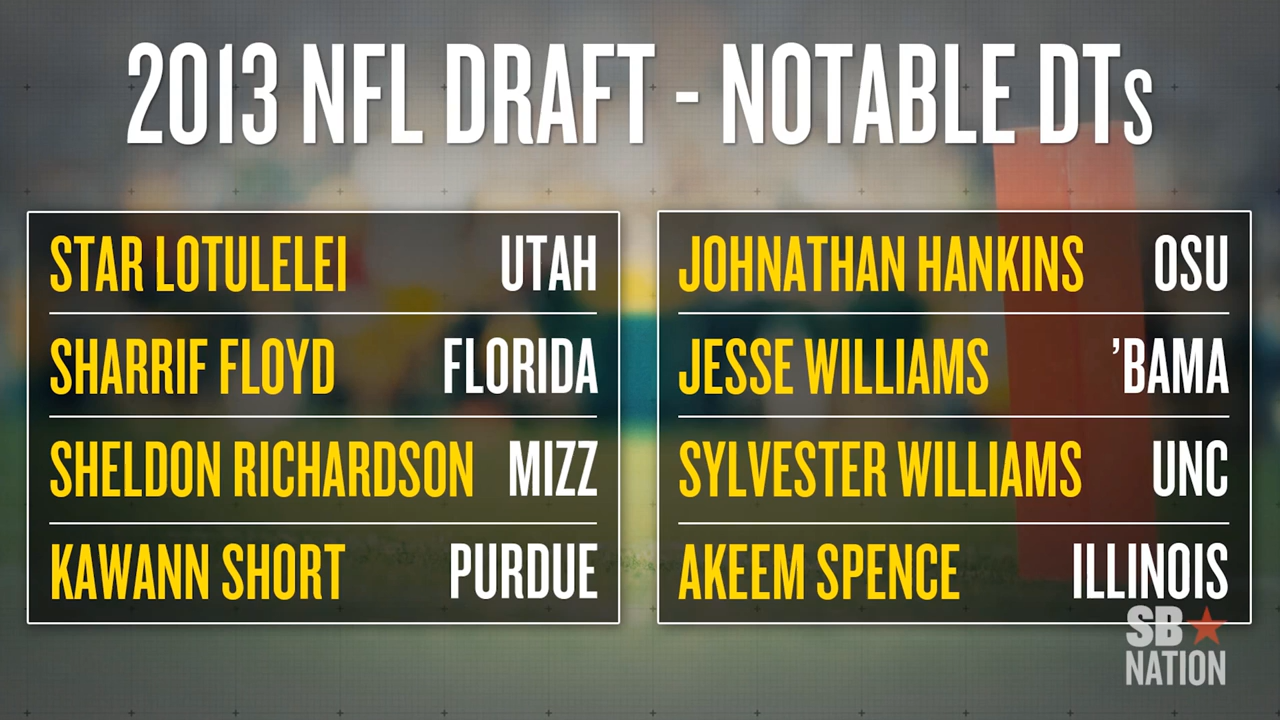 2013 NFL DRAFT - NOTABLE DTs
STAR LOTULELEI UTAH
SHARRIF FLOYD FLORIDA
SHELDON RICHARDSON MIZZ
KAWANN SHORT PURDUE
JOHNATHAN HANKINS OSU
JESSE WILLIAMS ’BAMA
SYLVESTER WILLIAMS UNC
AKEEM SPENCE ILLINOIS
SB
NATION